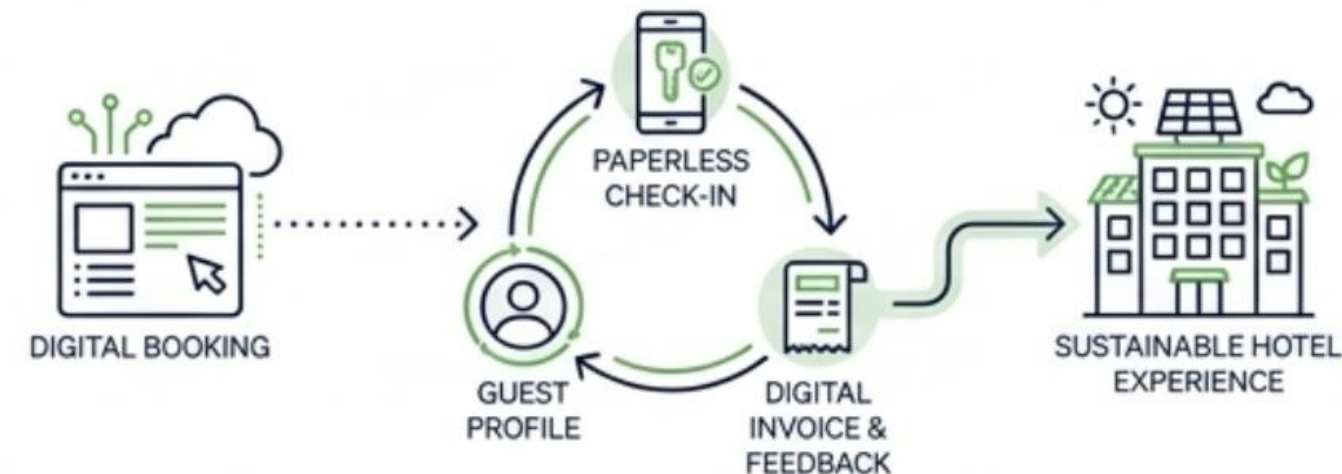 DIGITAL BOOKING
PAPERLESS
CHECK-IN
GUEST
PROFILE
DIGITAL
INVOICE &
FEEDBACK
SUSTAINABLE HOTEL
EXPERIENCE